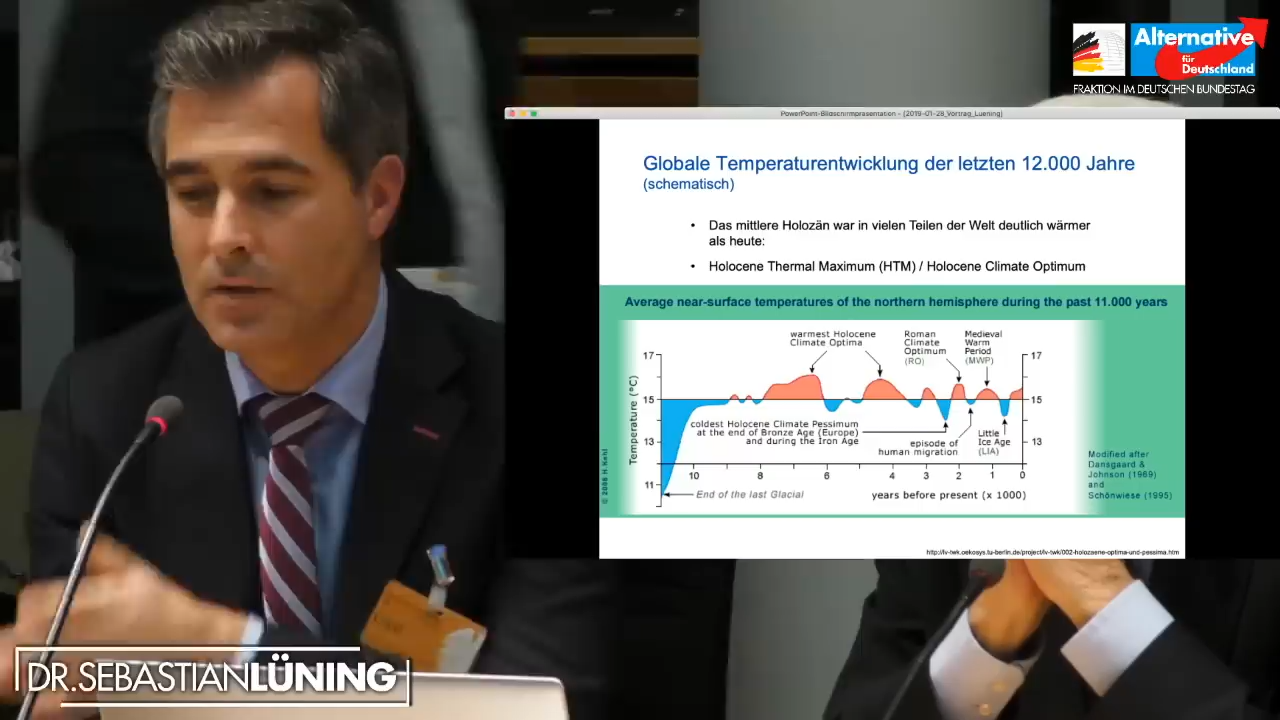 Alternative
für
Deutschland
FRAKTION IM DEUTSCHEN BUNDESTAG
PowerPoint-Bildschirmpräsentation - [2019-01-28_Vortrag_Luening]
Globale Temperaturentwicklung der letzten 12.000 Jahre
(schematisch)
• Das mittlere Holozän war in vielen Teilen der Welt deutlich wärmer
als heute:
• Holocene Thermal Maximum (HTM) / Holocene Climate Optimum
Average near-surface temperatures of the northern hemisphere during the past 11.000 years
warmest Holocene
Climate Optima
Roman
Climate
Optimum
(RO)
Medieval
Warm
Period
(MWP)
17
15
13
11
Temperature (°C)
17
15
13
coldest Holocene Climate Pessimum
at the end of Bronze Age (Europe)
and during the Iron Age
episode of
human migration
Little
Ice Age
(LIA)
10 8 6 4 3 2 1 0
End of the last Glacial
years before present (x 1000)
© 2008 H.Kehl
Modified after
Dansgaard &
Johnson (1969)
and
Schönwiese (1995)
http://lv-twk.oekosys.tu-berlin.de/project/lv-twk/002-holozaene-optima-und-pessima.htm
DR.SEBASTIANLÜNING